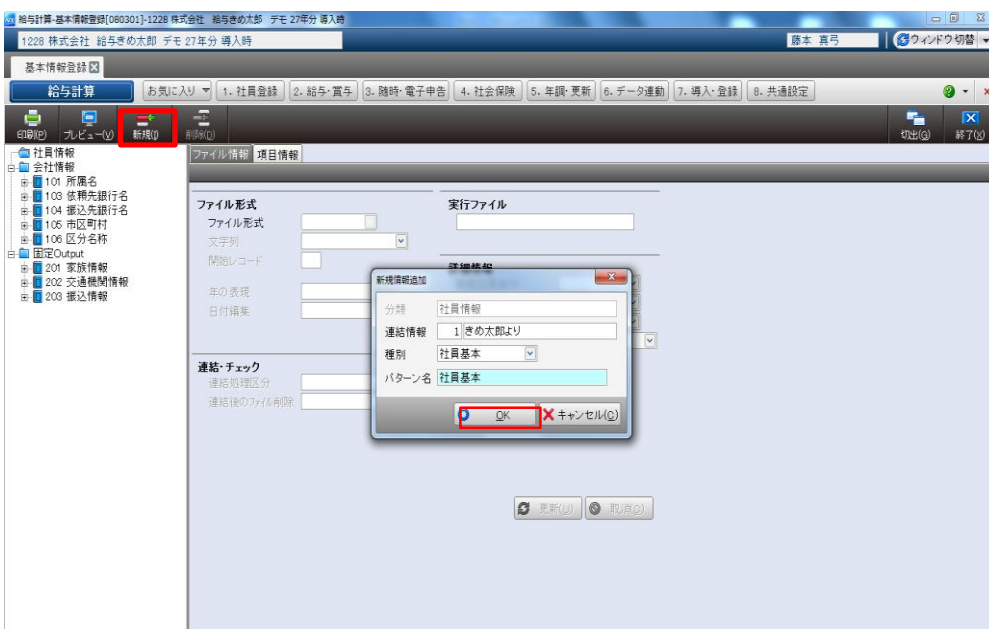 給与計算-基本情報登録[080301]-1228 株式会社 給与きめ太郎 デモ 27年分 導入時
1228 株式会社 給与きめ太郎 デモ 27年分 導入時
藤本 真弓
ウィンドウ切替
基本情報登録
給与計算
お気に入り
1. 社員登録
2. 給与・賞与
3. 随時・電子申告
4. 社会保険
5. 年調・更新
6. データ連動
7. 導入・登録
8. 共通設定
印刷(P)
プレビュー(V)
新規(I)
削除(D)
切出(G)
終了(X)
社員情報
会社情報
101 所属名
103 依頼先銀行名
104 振込先銀行名
105 市区町村
106 区分名称
固定Output
201 家族情報
202 交通機関情報
203 振込情報
ファイル情報
項目情報
ファイル形式
ファイル形式
文字列
開始レコード
年の表現
日付編集
連結・チェック
連結処理区分
連結後のファイル削除
実行ファイル
詳細情報
新規情報追加
分類
社員情報
連結情報
1 きめ太郎より
種別
社員基本
パターン名
社員基本
OK
キャンセル(C)
更新(U)
取消(C)